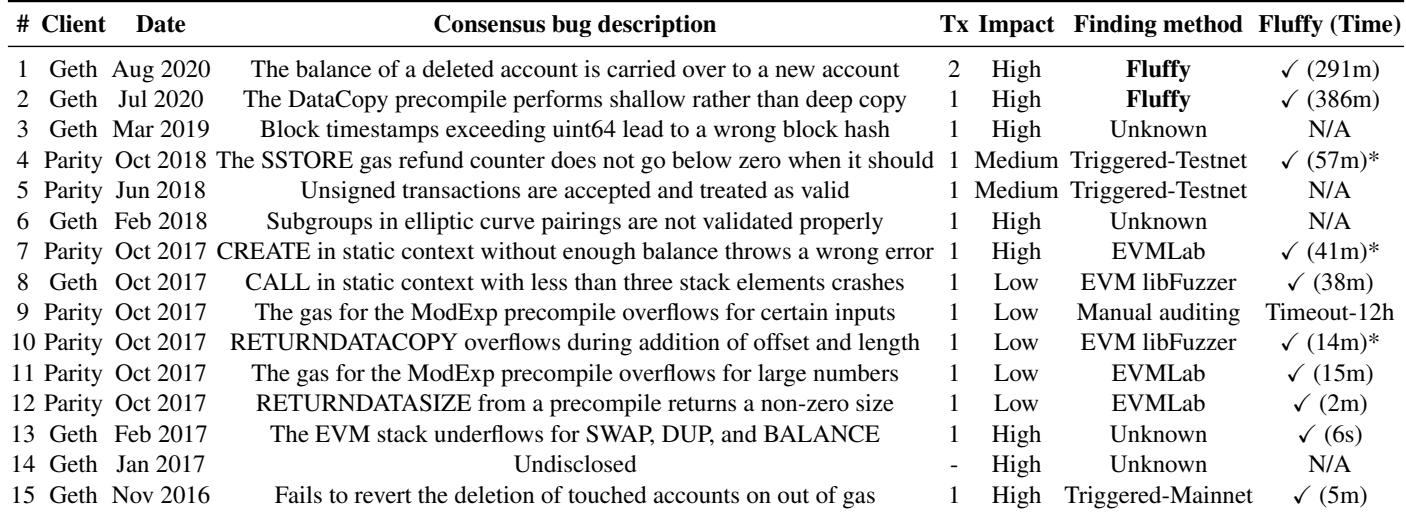 # Client Date Consensus bug description Tx Impact Finding method Fluffy (Time)
1 Geth Aug 2020 The balance of a deleted account is carried over to a new account 2 High Fluffy ✓ (291m)
2 Geth Jul 2020 The DataCopy precompile performs shallow rather than deep copy 1 High Fluffy ✓ (386m)
3 Geth Mar 2019 Block timestamps exceeding uint64 lead to a wrong block hash 1 High Unknown N/A
4 Parity Oct 2018 The SSTORE gas refund counter does not go below zero when it should 1 Medium Triggered-Testnet ✓ (57m)*
5 Parity Jun 2018 Unsigned transactions are accepted and treated as valid 1 Medium Triggered-Testnet N/A
6 Geth Feb 2018 Subgroups in elliptic curve pairings are not validated properly 1 High Unknown N/A
7 Parity Oct 2017 CREATE in static context without enough balance throws a wrong error 1 High EVMLab ✓ (41m)*
8 Geth Oct 2017 CALL in static context with less than three stack elements crashes 1 Low EVM libFuzzer ✓ (38m)
9 Parity Oct 2017 The gas for the ModExp precompile overflows for certain inputs 1 Low Manual auditing Timeout-12h
10 Parity Oct 2017 RETURNDATACOPY overflows during addition of offset and length 1 Low EVM libFuzzer ✓ (14m)*
11 Parity Oct 2017 The gas for the ModExp precompile overflows for large numbers 1 Low EVMLab ✓ (15m)
12 Parity Oct 2017 RETURNDATASIZE from a precompile returns a non-zero size 1 Low EVMLab ✓ (2m)
13 Geth Feb 2017 The EVM stack underflows for SWAP, DUP, and BALANCE 1 High Unknown ✓ (6s)
14 Geth Jan 2017 Undisclosed - High Unknown N/A
15 Geth Nov 2016 Fails to revert the deletion of touched accounts on out of gas 1 High Triggered-Mainnet ✓ (5m)